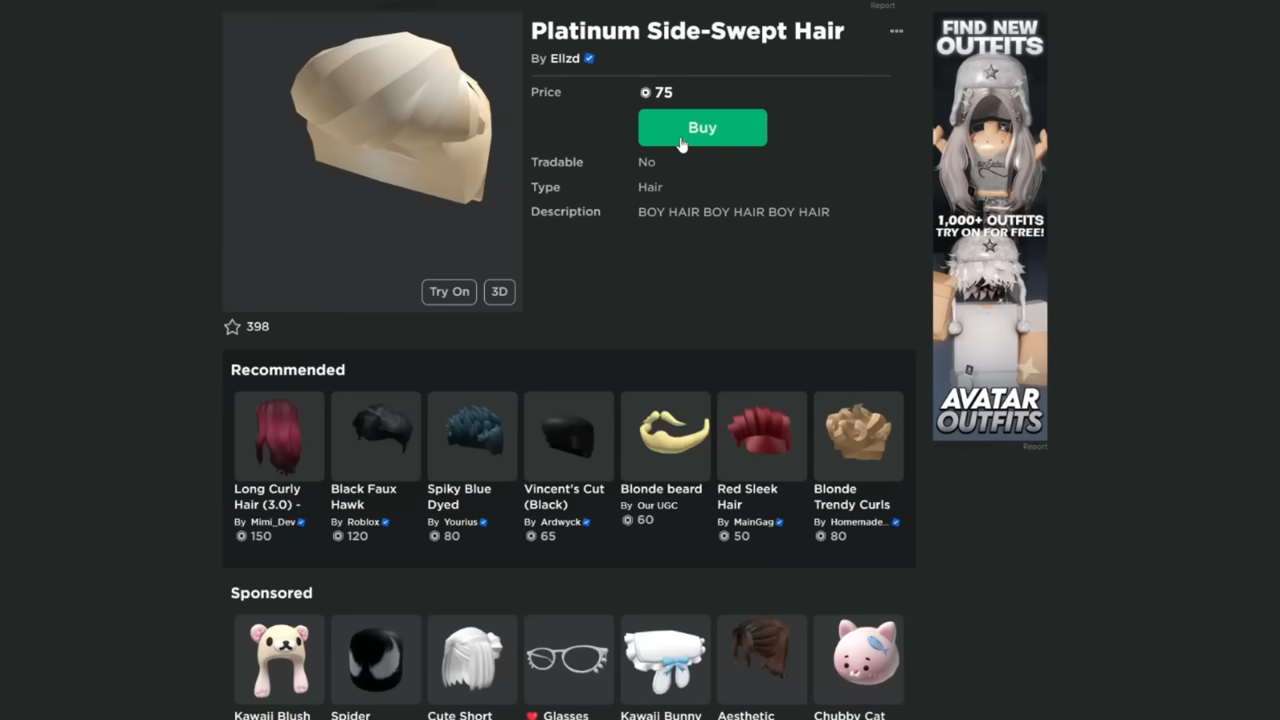 Report
Platinum Side-Swept Hair
By Ellzd
Price 75
Buy
Tradable No
Type Hair
Description BOY HAIR BOY HAIR BOY HAIR
Try On 3D
398
FIND NEW
OUTFITS
1,000+ OUTFITS
TRY ON FOR FREE!
AVATAR
OUTFITS
Report
Recommended
Long Curly
Hair (3.0) -
By Mimi_Dev
150
Black Faux
Hawk
By Roblox
120
Spiky Blue
Dyed
By Yourius
80
Vincent's Cut
(Black)
By Ardwyck
65
Blonde beard
By Our UGC
60
Red Sleek
Hair
By MainGag
50
Blonde
Trendy Curls
By Homemade...
80
Sponsored
Kawaii Blush
Spider
Cute Short
Glasses
Kawaii Bunny
Aesthetic
Chubby Cat